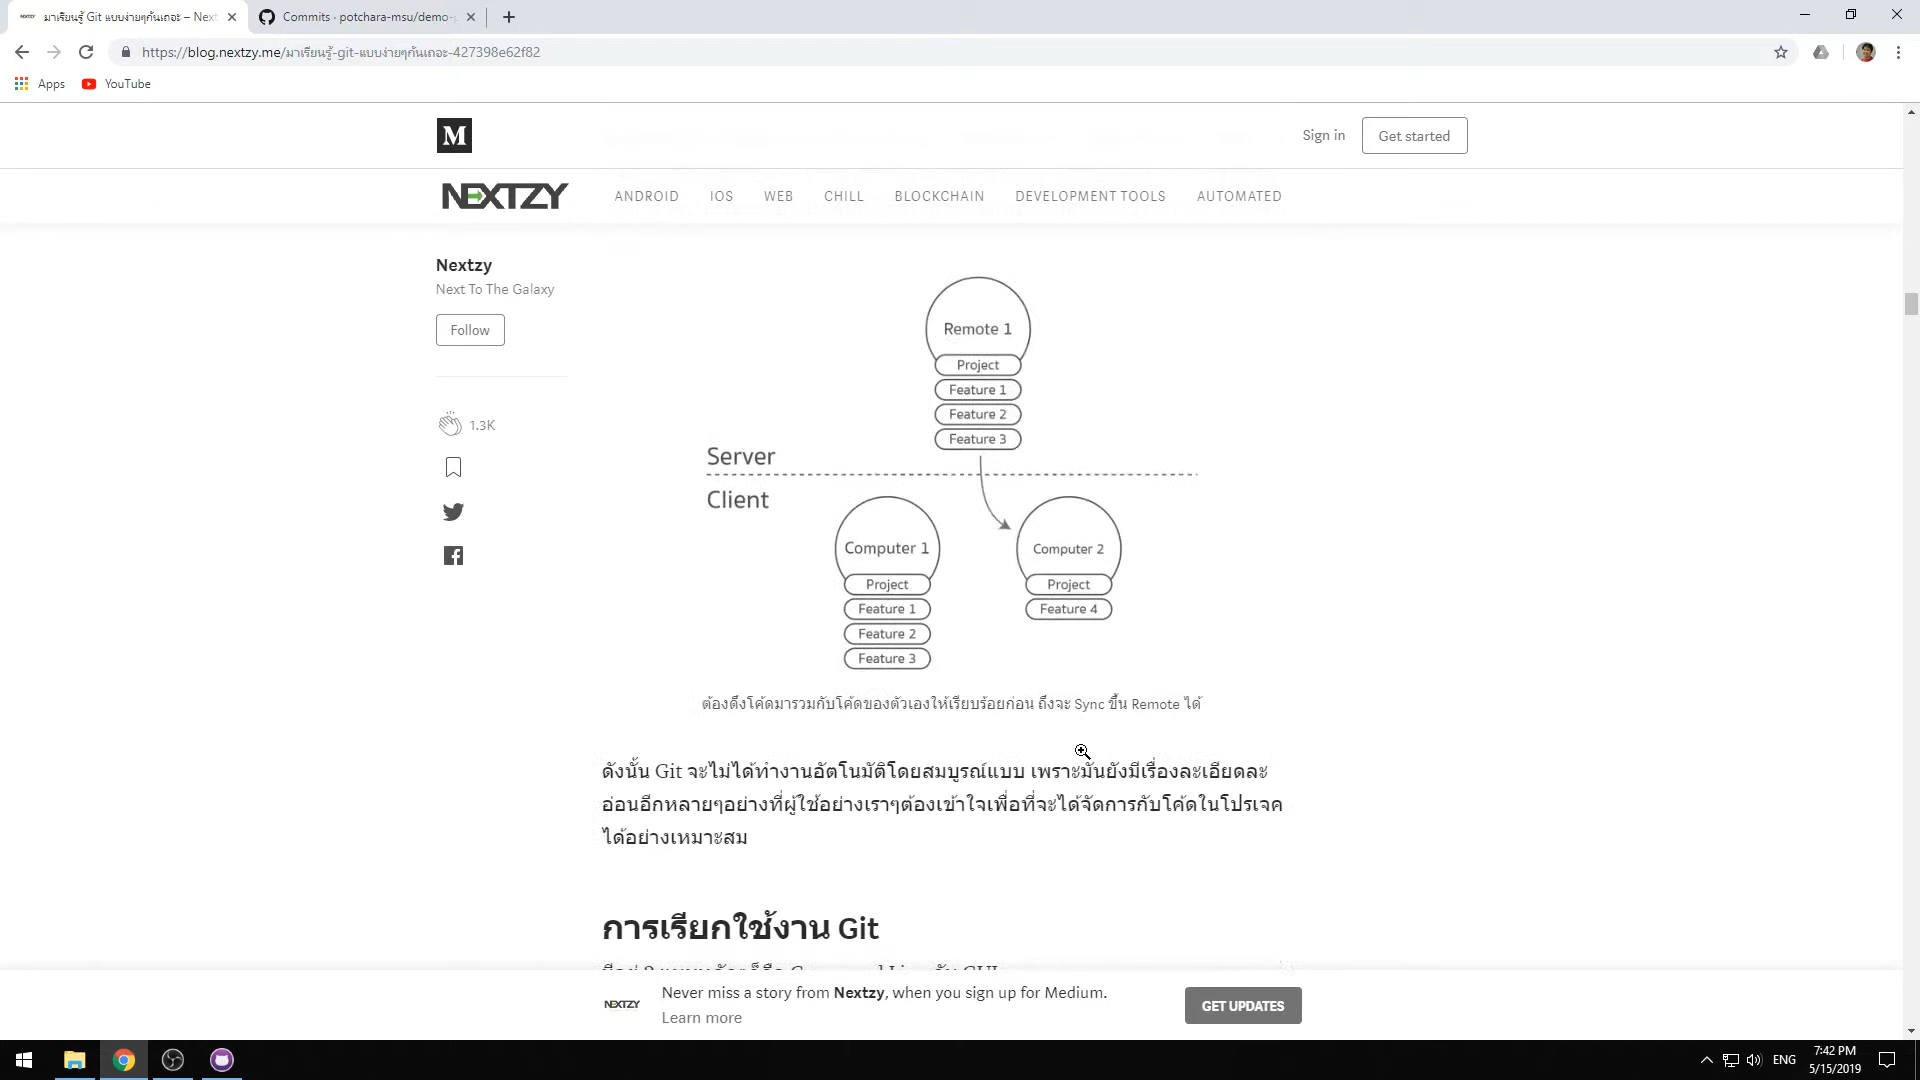 มาเรียนรู้ Git แบบง่ายๆกันเถอะ – Next
Commits · potchara-msu/demo-
https://blog.nextzy.me/มาเรียนรู้-git-แบบง่ายๆกันเถอะ-427398e62f82
Apps YouTube
M
Sign in Get started
NEXTZY ANDROID IOS WEB CHILL BLOCKCHAIN DEVELOPMENT TOOLS AUTOMATED
Nextzy
Next To The Galaxy
Follow
1.3K
Remote 1
Project
Feature 1
Feature 2
Feature 3
Server
Client
Computer 1
Project
Feature 1
Feature 2
Feature 3
Computer 2
Project
Feature 4
ต้องดึงโค้ดมารวมกับโค้ดของตัวเองให้เรียบร้อยก่อน ถึงจะ Sync ขึ้น Remote ได้
ดังนั้น Git จะไม่ได้ทำงานอัตโนมัติโดยสมบูรณ์แบบ เพราะมันยังมีเรื่องละเอียดละ
อ่อนอีกหลายๆอย่างที่ผู้ใช้อย่างเราๆต้องเข้าใจเพื่อที่จะได้จัดการกับโค้ดในโปรเจค
ได้อย่างเหมาะสม
การเรียกใช้งาน Git
NEXTZY
Never miss a story from Nextzy, when you sign up for Medium.
Learn more
GET UPDATES
ENG
7:42 PM
5/15/2019